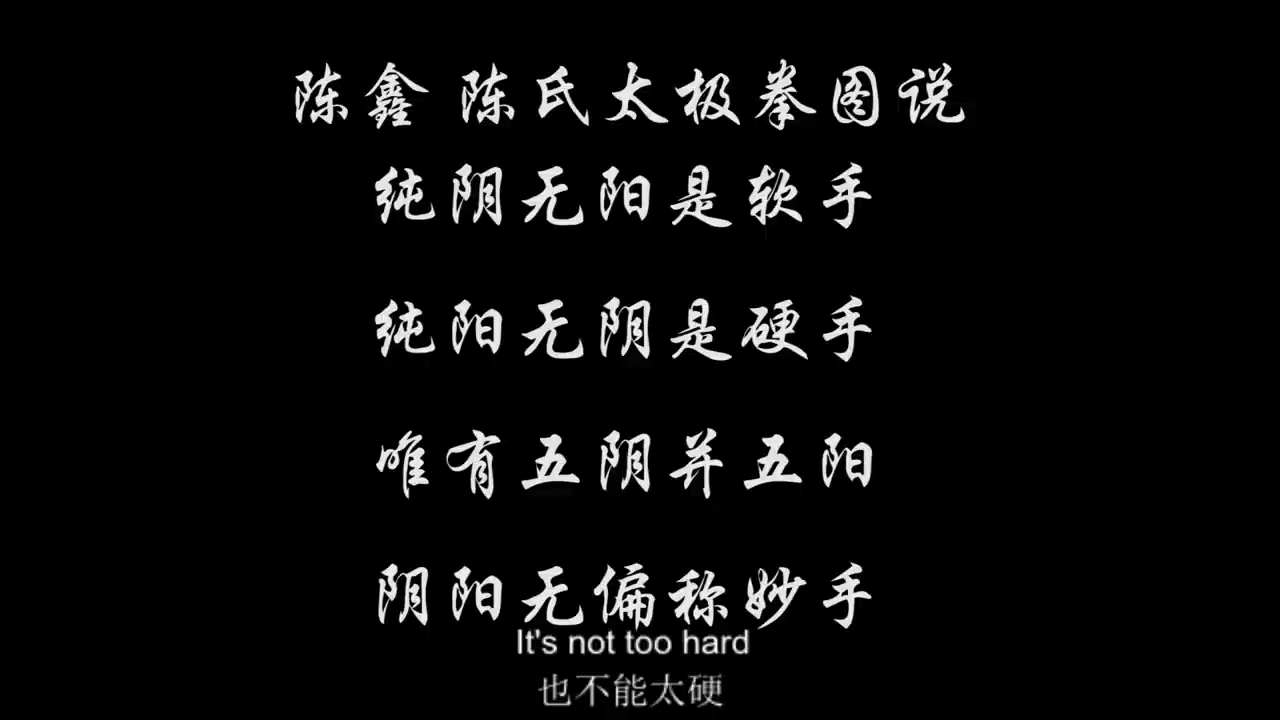 陈鑫 陈氏太极拳图说
纯阴无阳是软手
纯阳无阴是硬手
唯有五阴并五阳
阴阳无偏称妙手
It's not too hard
也不能太硬